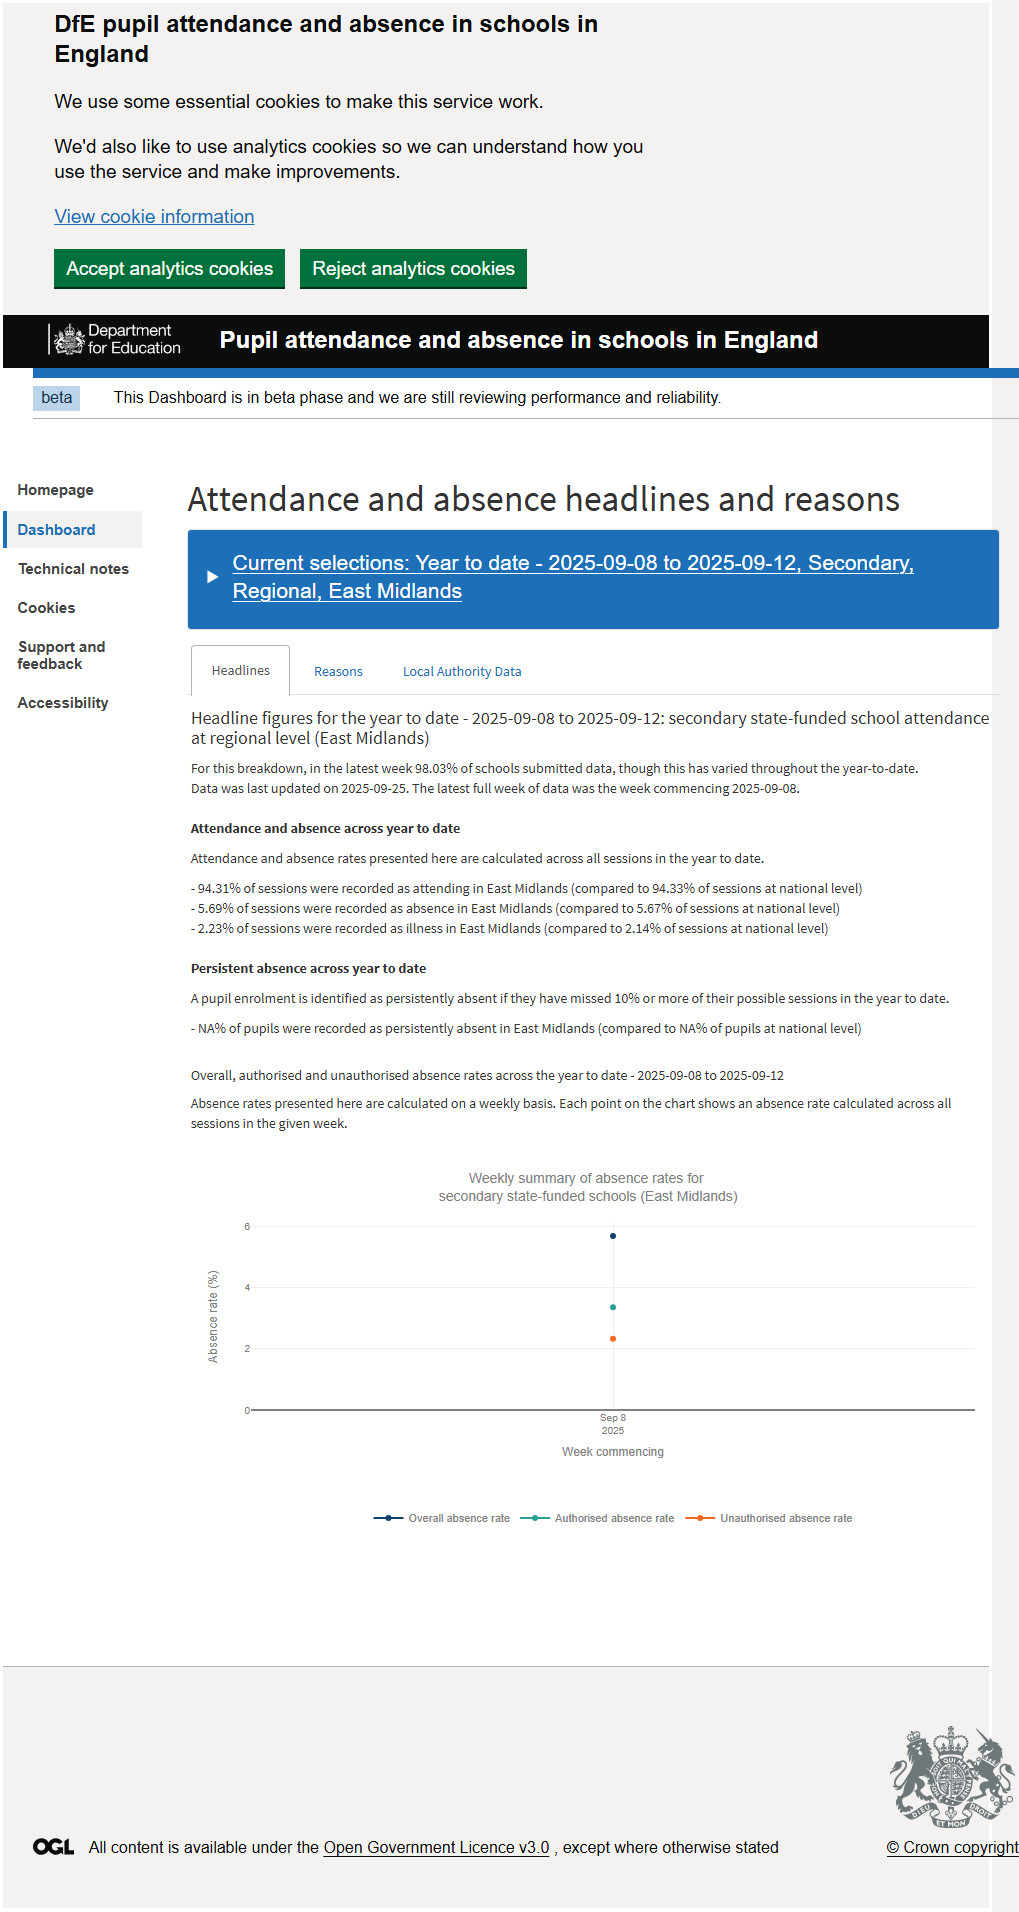 DfE pupil attendance and absence in schools in
England
We use some essential cookies to make this service work.
We'd also like to use analytics cookies so we can understand how you
use the service and make improvements.
View cookie information
Accept analytics cookies
Reject analytics cookies
Department
for Education
Pupil attendance and absence in schools in England
beta
This Dashboard is in beta phase and we are still reviewing performance and reliability.
Homepage
Dashboard
Technical notes
Cookies
Support and
feedback
Accessibility
Attendance and absence headlines and reasons
Current selections: Year to date - 2025-09-08 to 2025-09-12, Secondary,
Regional, East Midlands
Headlines
Reasons
Local Authority Data
Headline figures for the year to date - 2025-09-08 to 2025-09-12: secondary state-funded school attendance
at regional level (East Midlands)
For this breakdown, in the latest week 98.03% of schools submitted data, though this has varied throughout the year-to-date.
Data was last updated on 2025-09-25. The latest full week of data was the week commencing 2025-09-08.
Attendance and absence across year to date
Attendance and absence rates presented here are calculated across all sessions in the year to date.
- 94.31% of sessions were recorded as attending in East Midlands (compared to 94.33% of sessions at national level)
- 5.69% of sessions were recorded as absence in East Midlands (compared to 5.67% of sessions at national level)
- 2.23% of sessions were recorded as illness in East Midlands (compared to 2.14% of sessions at national level)
Persistent absence across year to date
A pupil enrolment is identified as persistently absent if they have missed 10% or more of their possible sessions in the year to date.
- NA% of pupils were recorded as persistently absent in East Midlands (compared to NA% of pupils at national level)
Overall, authorised and unauthorised absence rates across the year to date - 2025-09-08 to 2025-09-12
Absence rates presented here are calculated on a weekly basis. Each point on the chart shows an absence rate calculated across all
sessions in the given week.
Weekly summary of absence rates for
secondary state-funded schools (East Midlands)
6
4
2
0
Absence rate (%)
Sep 8
2025
Week commencing
Overall absence rate
Authorised absence rate
Unauthorised absence rate
DIEU ET MON DROIT
OGL
All content is available under the Open Government Licence v3.0 , except where otherwise stated
© Crown copyright